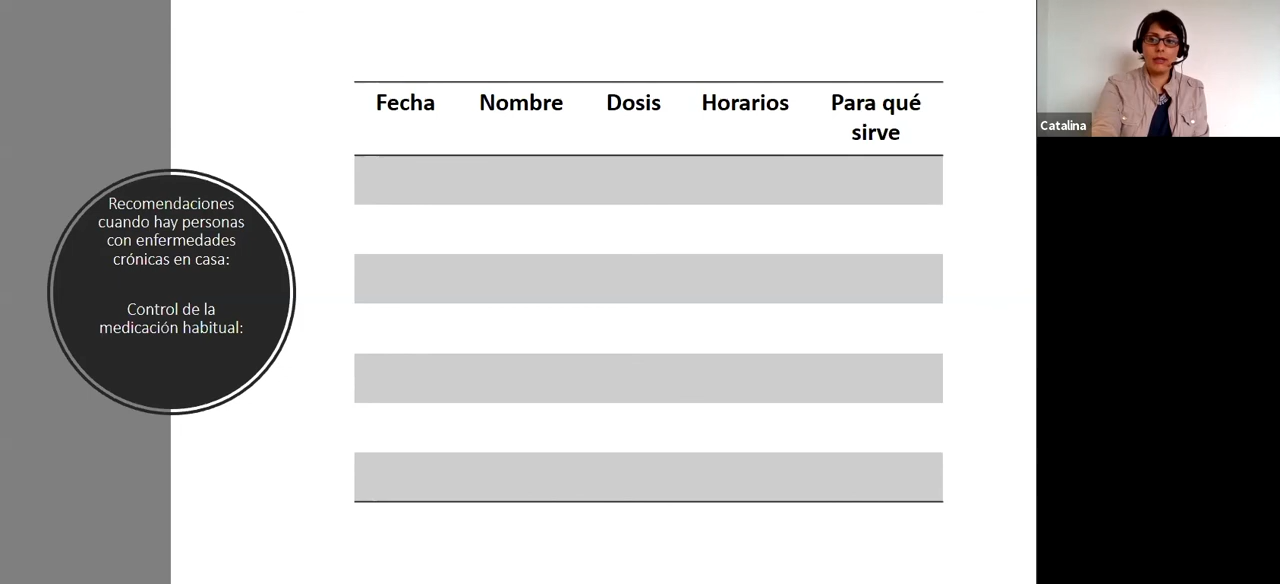 Recomendaciones
cuando hay personas
con enfermedades
crónicas en casa:
Control de la
medicación habitual:
Fecha Nombre Dosis Horarios Para qué
sirve
Catalina